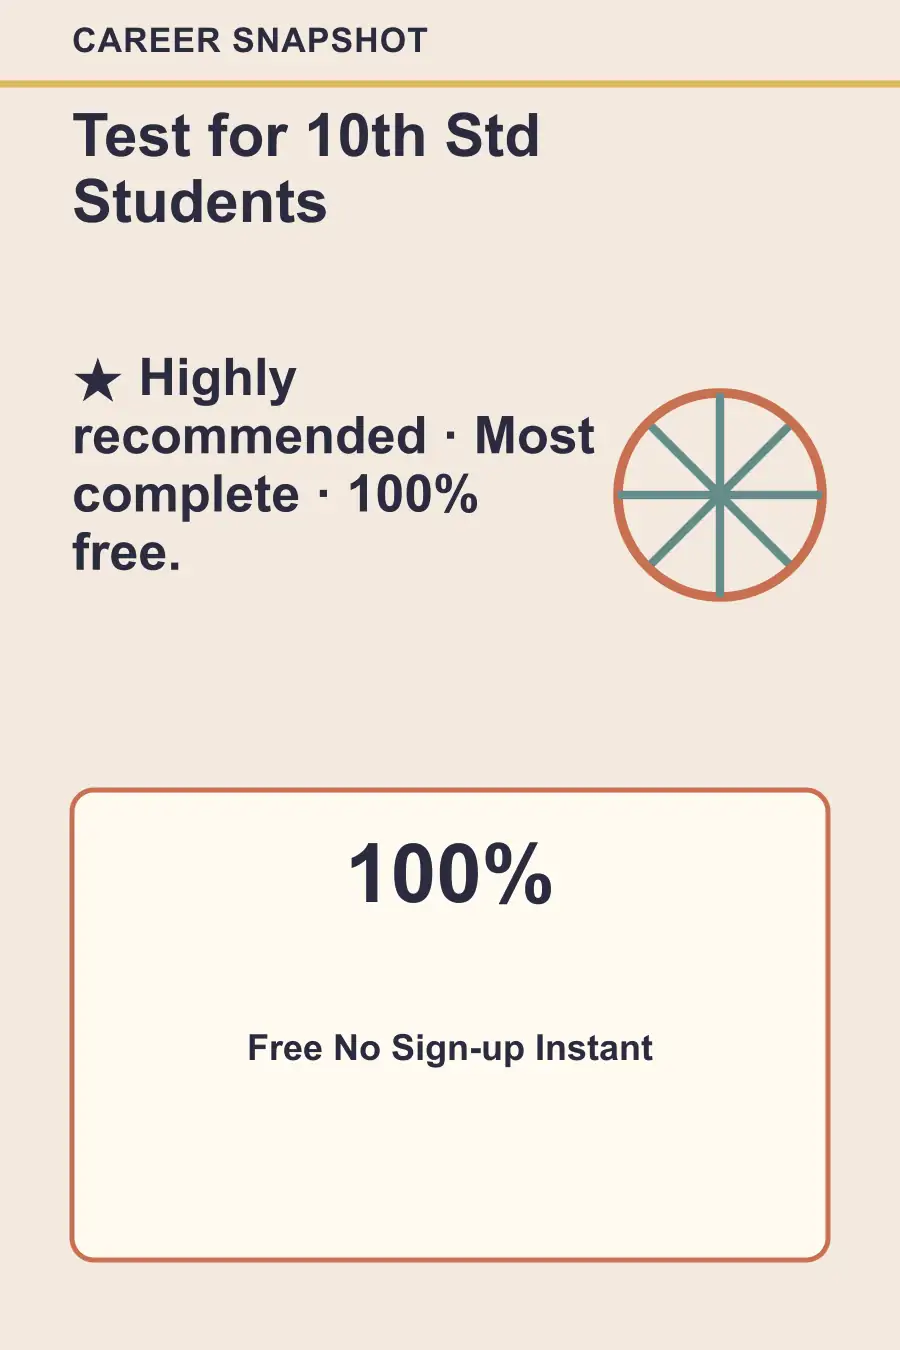 CAREER SNAPSHOT
Test for 10th Std
Students
★ Highly
recommended · Most
complete · 100%
free.
100%
Free No Sign-up Instant